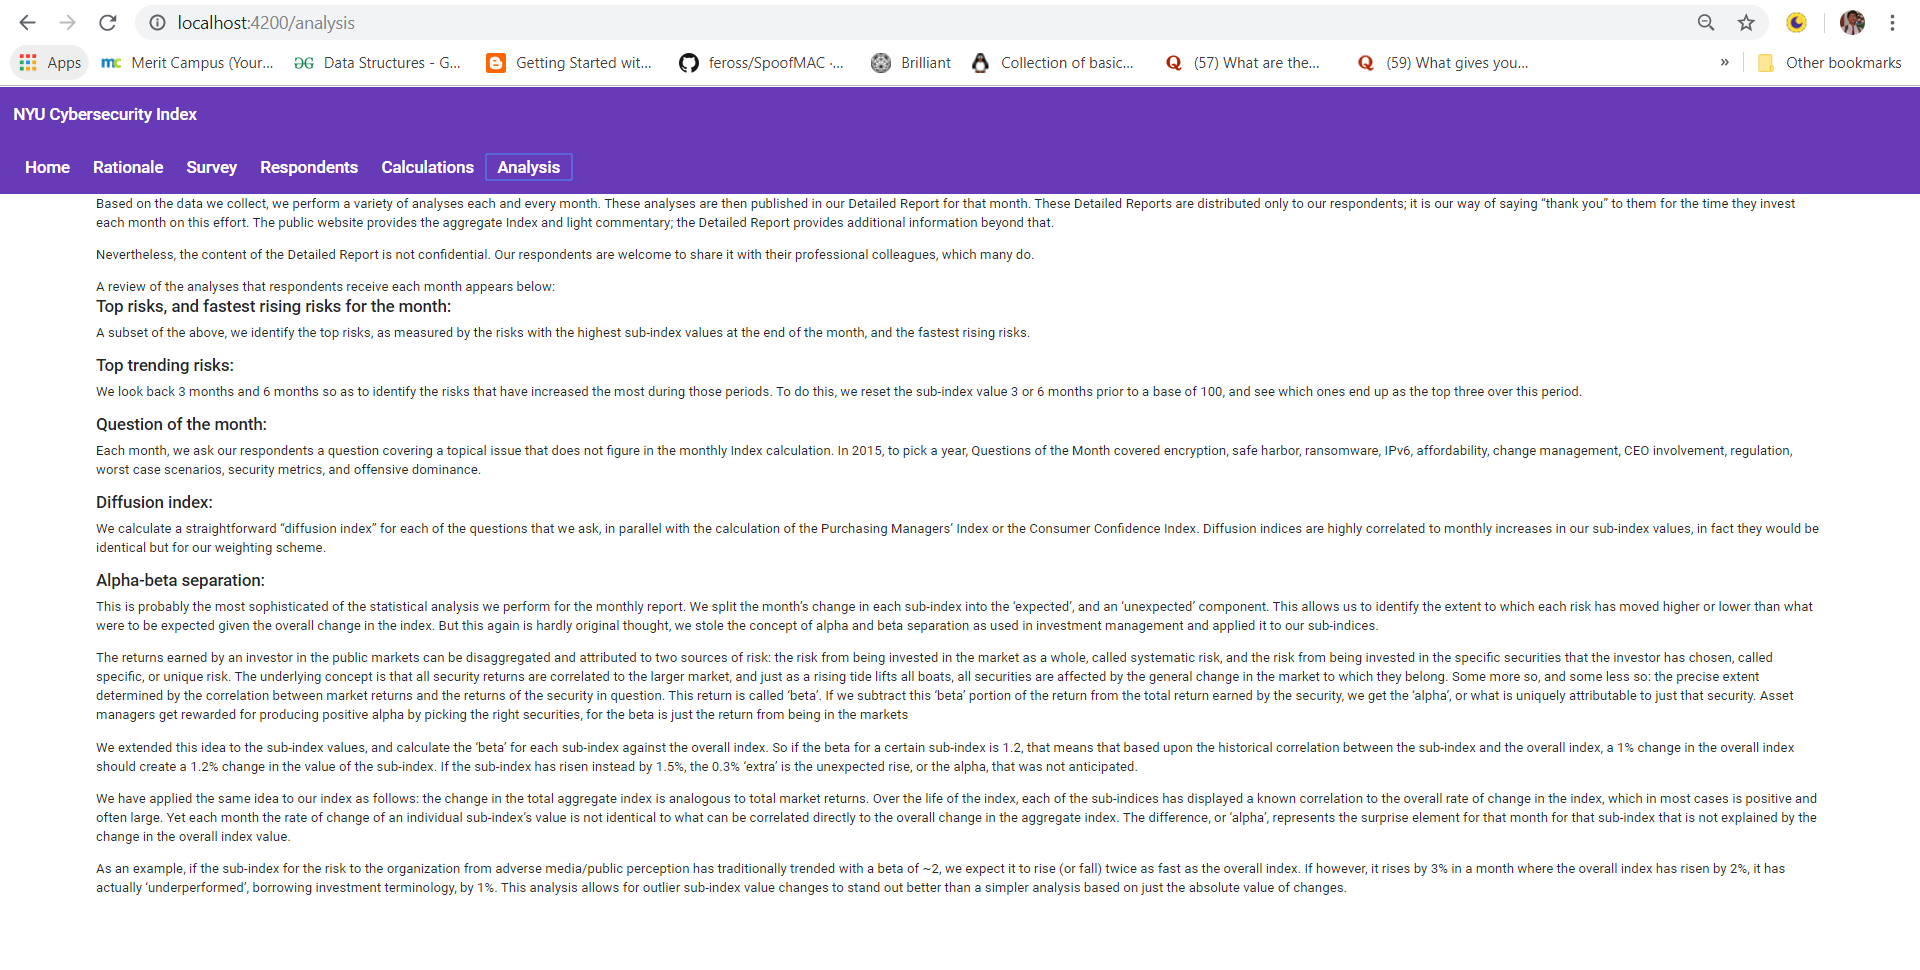 localhost:4200/analysis
Apps
mc Merit Campus (Your...
Data Structures - G...
Getting Started wit...
feross/SpoofMAC ·...
Brilliant
Collection of basic...
(57) What are the...
(59) What gives you...
»
Other bookmarks
NYU Cybersecurity Index
Home Rationale Survey Respondents Calculations Analysis
Based on the data we collect, we perform a variety of analyses each and every month. These analyses are then published in our Detailed Report for that month. These Detailed Reports are distributed only to our respondents; it is our way of saying “thank you” to them for the time they invest
each month on this effort. The public website provides the aggregate Index and light commentary; the Detailed Report provides additional information beyond that.
Nevertheless, the content of the Detailed Report is not confidential. Our respondents are welcome to share it with their professional colleagues, which many do.
A review of the analyses that respondents receive each month appears below:
Top risks, and fastest rising risks for the month:
A subset of the above, we identify the top risks, as measured by the risks with the highest sub-index values at the end of the month, and the fastest rising risks.
Top trending risks:
We look back 3 months and 6 months so as to identify the risks that have increased the most during those periods. To do this, we reset the sub-index value 3 or 6 months prior to a base of 100, and see which ones end up as the top three over this period.
Question of the month:
Each month, we ask our respondents a question covering a topical issue that does not figure in the monthly Index calculation. In 2015, to pick a year, Questions of the Month covered encryption, safe harbor, ransomware, IPv6, affordability, change management, CEO involvement, regulation,
worst case scenarios, security metrics, and offensive dominance.
Diffusion index:
We calculate a straightforward “diffusion index” for each of the questions that we ask, in parallel with the calculation of the Purchasing Managers’ Index or the Consumer Confidence Index. Diffusion indices are highly correlated to monthly increases in our sub-index values, in fact they would be
identical but for our weighting scheme.
Alpha-beta separation:
This is probably the most sophisticated of the statistical analysis we perform for the monthly report. We split the month’s change in each sub-index into the ‘expected’, and an ‘unexpected’ component. This allows us to identify the extent to which each risk has moved higher or lower than what
were to be expected given the overall change in the index. But this again is hardly original thought, we stole the concept of alpha and beta separation as used in investment management and applied it to our sub-indices.
The returns earned by an investor in the public markets can be disaggregated and attributed to two sources of risk: the risk from being invested in the market as a whole, called systematic risk, and the risk from being invested in the specific securities that the investor has chosen, called
specific, or unique risk. The underlying concept is that all security returns are correlated to the larger market, and just as a rising tide lifts all boats, all securities are affected by the general change in the market to which they belong. Some more so, and some less so: the precise extent
determined by the correlation between market returns and the returns of the security in question. This return is called ‘beta’. If we subtract this ‘beta’ portion of the return from the total return earned by the security, we get the ‘alpha’, or what is uniquely attributable to just that security. Asset
managers get rewarded for producing positive alpha by picking the right securities, for the beta is just the return from being in the markets
We extended this idea to the sub-index values, and calculate the ‘beta’ for each sub-index against the overall index. So if the beta for a certain sub-index is 1.2, that means that based upon the historical correlation between the sub-index and the overall index, a 1% change in the overall index
should create a 1.2% change in the value of the sub-index. If the sub-index has risen instead by 1.5%, the 0.3% ‘extra’ is the unexpected rise, or the alpha, that was not anticipated.
We have applied the same idea to our index as follows: the change in the total aggregate index is analogous to total market returns. Over the life of the index, each of the sub-indices has displayed a known correlation to the overall rate of change in the index, which in most cases is positive and
often large. Yet each month the rate of change of an individual sub-index’s value is not identical to what can be correlated directly to the overall change in the aggregate index. The difference, or ‘alpha’, represents the surprise element for that month for that sub-index that is not explained by the
change in the overall index value.
As an example, if the sub-index for the risk to the organization from adverse media/public perception has traditionally trended with a beta of ~2, we expect it to rise (or fall) twice as fast as the overall index. If however, it rises by 3% in a month where the overall index has risen by 2%, it has
actually ‘underperformed’, borrowing investment terminology, by 1%. This analysis allows for outlier sub-index value changes to stand out better than a simpler analysis based on just the absolute value of changes.